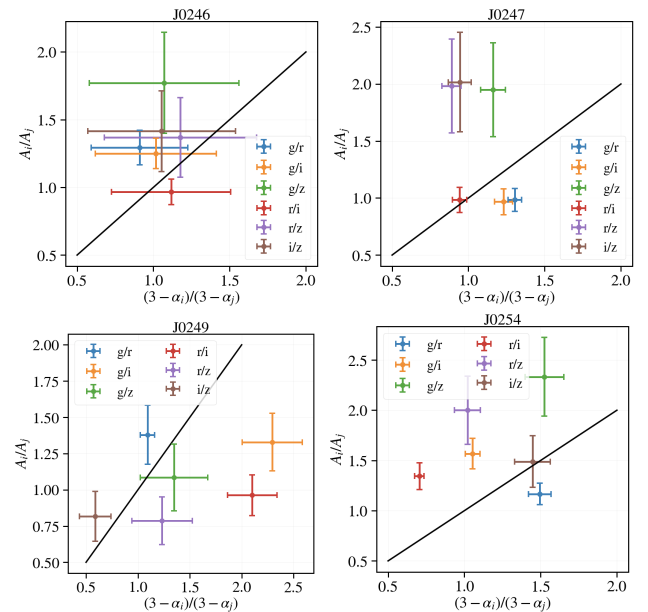 J0246
2.0
1.5
1.0
0.5
A_i/A_j
g/r
g/i
g/z
r/i
r/z
i/z
0.5 1.0 1.5 2.0
(3 − α_i)/(3 − α_j)
J0247
2.5
2.0
1.5
1.0
0.5
A_i/A_j
g/r
g/i
g/z
r/i
r/z
i/z
0.5 1.0 1.5 2.0
(3 − α_i)/(3 − α_j)
J0249
2.00
1.75
1.50
1.25
1.00
0.75
0.50
A_i/A_j
g/r r/i
g/i r/z
g/z i/z
0.5 1.0 1.5 2.0 2.5
(3 − α_i)/(3 − α_j)
J0254
2.5
2.0
1.5
1.0
0.5
A_i/A_j
g/r r/i
g/i r/z
g/z i/z
0.5 1.0 1.5 2.0
(3 − α_i)/(3 − α_j)